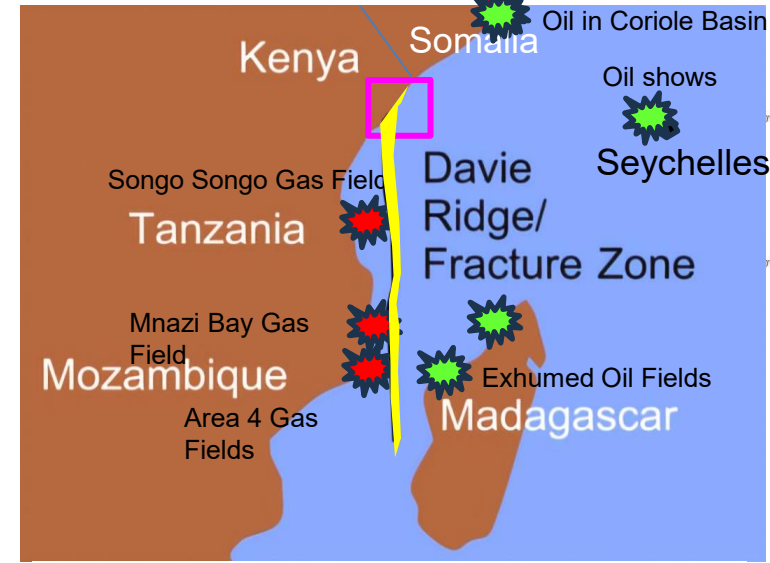 Oil in Coriole Basin
Somalia
Kenya
Oil shows
Seychelles
Songo Songo Gas Field
Davie
Ridge/
Fracture Zone
Tanzania
Mnazi Bay Gas
Field
Mozambique
Exhumed Oil Fields
Area 4 Gas
Fields
Madagascar